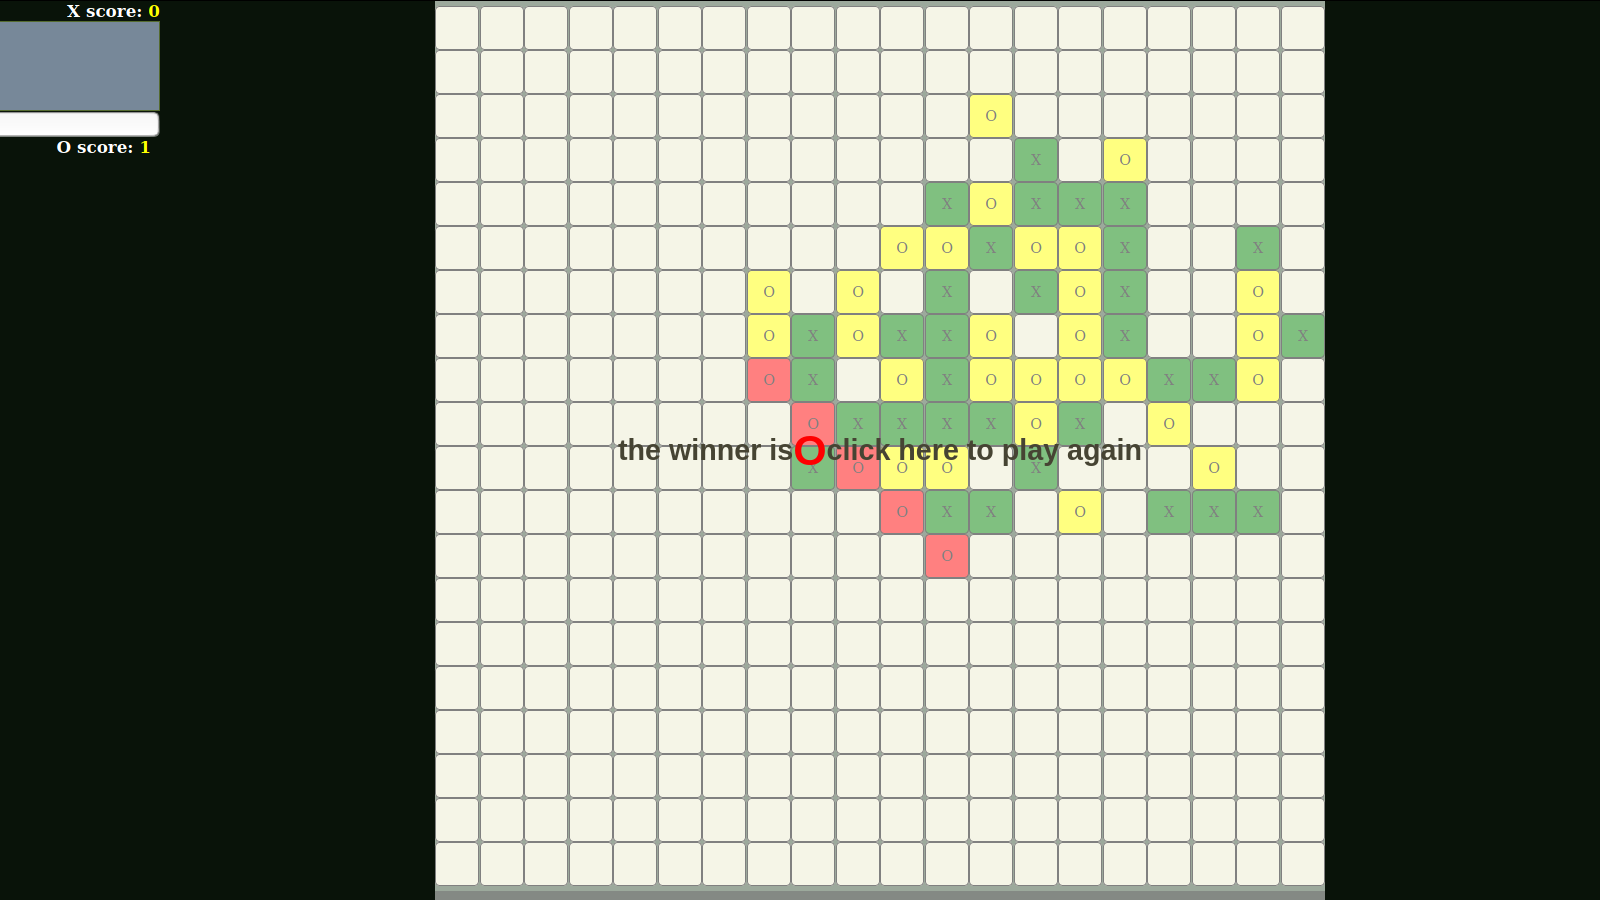 X score: 0
O score: 1
O
X O
X O X X X
O O X O O X X
O O X X O X O
O X O X X O O X O X
O X O X O O O O X X O
O X X X X O X O
the winner is O click here to play again
X O O O X O
O X X O X X X
O